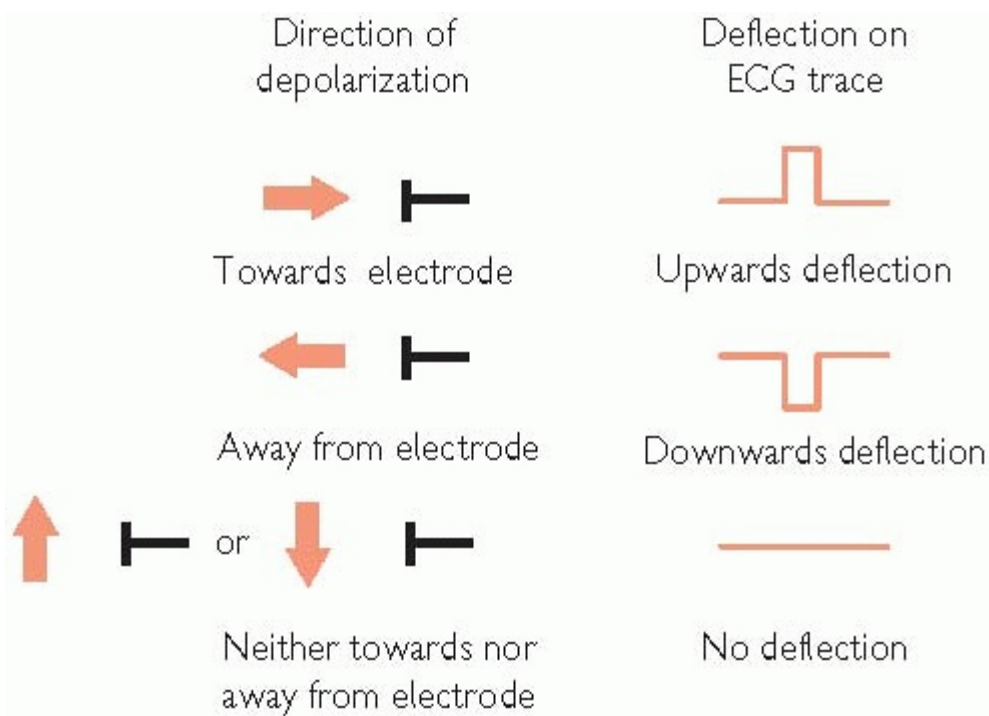 Direction of
depolarization
Deflection on
ECG trace
Towards electrode
Upwards deflection
Away from electrode
Downwards deflection
or
Neither towards nor
away from electrode
No deflection